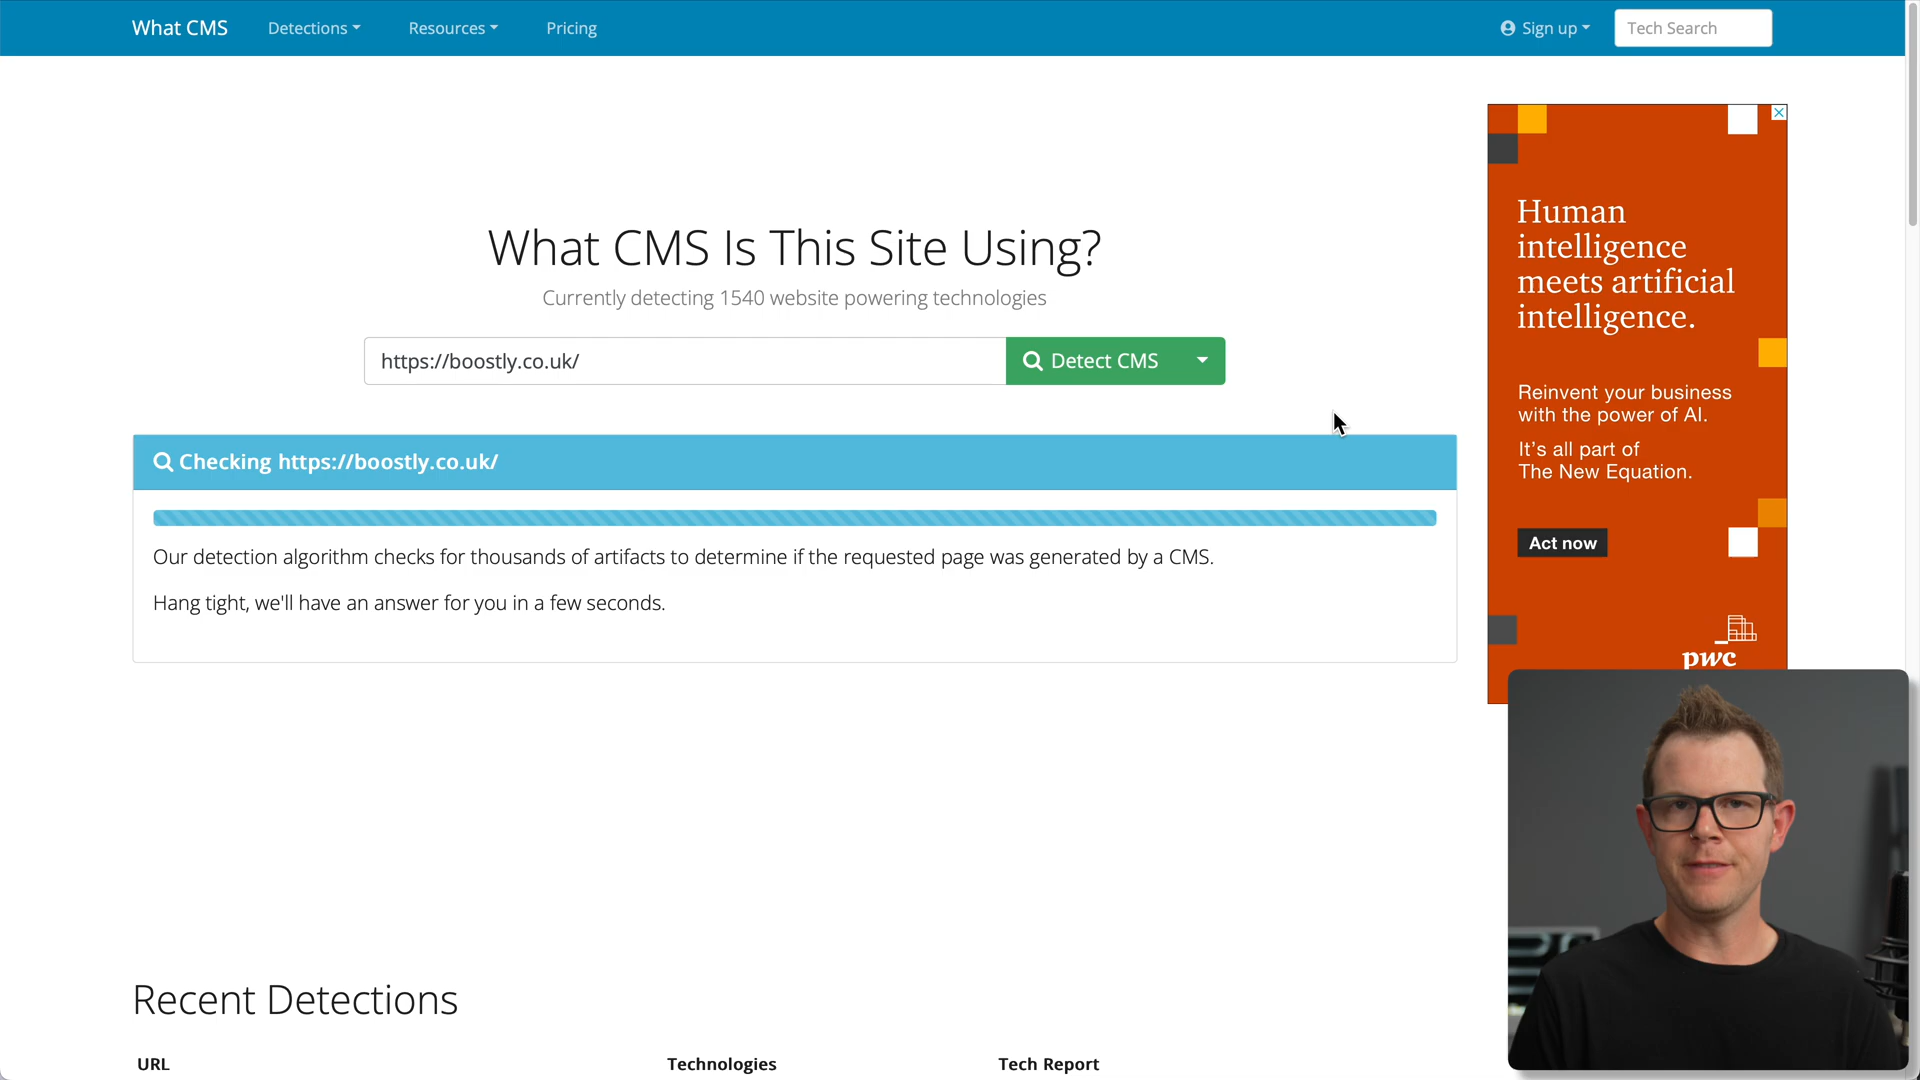 What CMS
Detections
Resources
Pricing
Sign up
Tech Search
What CMS Is This Site Using?
Currently detecting 1540 website powering technologies
https://boostly.co.uk/
Detect CMS
Checking https://boostly.co.uk/
Our detection algorithm checks for thousands of artifacts to determine if the requested page was generated by a CMS.
Hang tight, we'll have an answer for you in a few seconds.
Human
intelligence
meets artificial
intelligence.
Reinvent your business
with the power of AI.
It's all part of
The New Equation.
Act now
pwc
Recent Detections
URL
Technologies
Tech Report